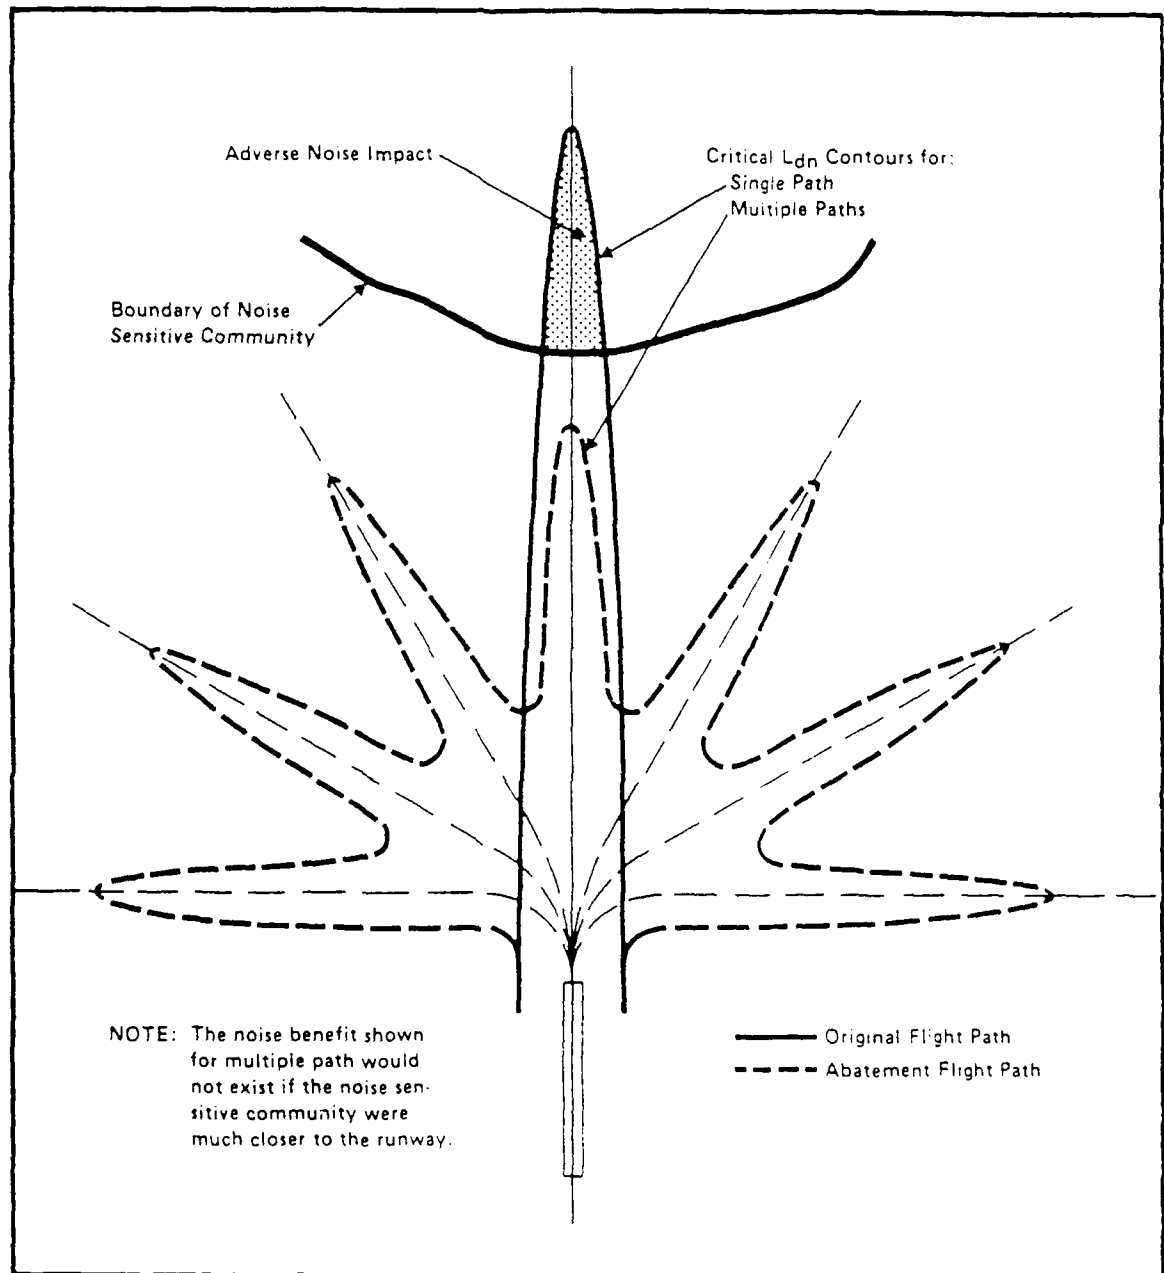 Adverse Noise Impact
Critical Ldn Contours for:
Single Path
Multiple Paths
Boundary of Noise
Sensitive Community
NOTE: The noise benefit shown
for multiple path would
not exist if the noise sen-
sitive community were
much closer to the runway.
Original Flight Path
Abatement Flight Path